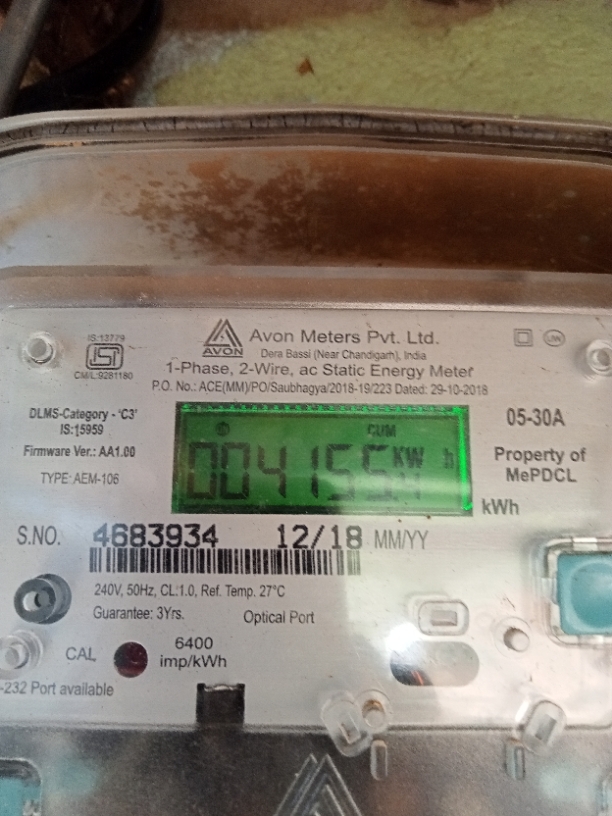 IS:13779
ISI
CM/L:9281180
AVON
Avon Meters Pvt. Ltd.
Dera Bassi (Near Chandigarh), India
1-Phase, 2-Wire, ac Static Energy Meter
P.O. No.: ACE(MM)/PO/Saubhagya/2018-19/223 Dated: 29-10-2018
DLMS-Category - 'C3'
IS:15959
Firmware Ver.: AA1.00
TYPE: AEM-106
CUM
KW h
05-30A
Property of
MePDCL
kWh
S.NO. 4683934 12/18 MM/YY
240V, 50Hz, CL:1.0, Ref. Temp. 27°C
Guarantee: 3Yrs. Optical Port
CAL
6400
imp/kWh
-232 Port available